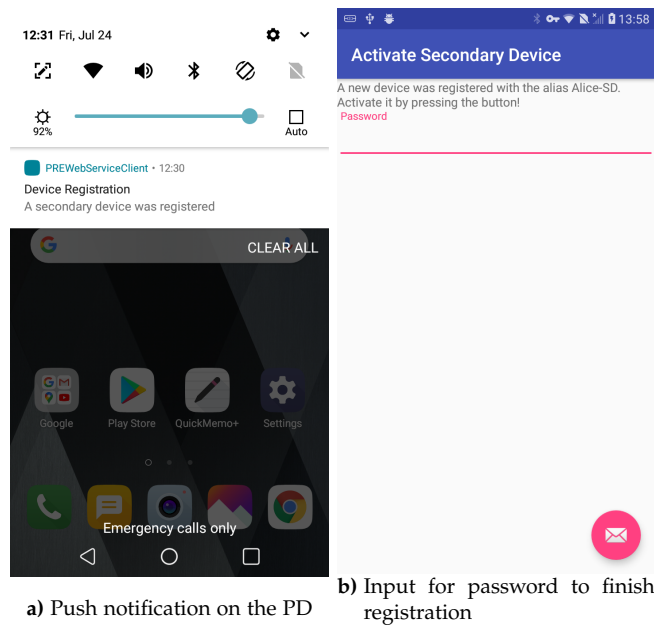 12:31 Fri, Jul 24
92%
Auto
PREWebServiceClient • 12:30
Device Registration
A secondary device was registered
CLEAR ALL
Google
Play Store
QuickMemo+
Settings
Emergency calls only
a) Push notification on the PD
13:58
Activate Secondary Device
A new device was registered with the alias Alice-SD.
Activate it by pressing the button!
Password
b) Input for password to finish
registration